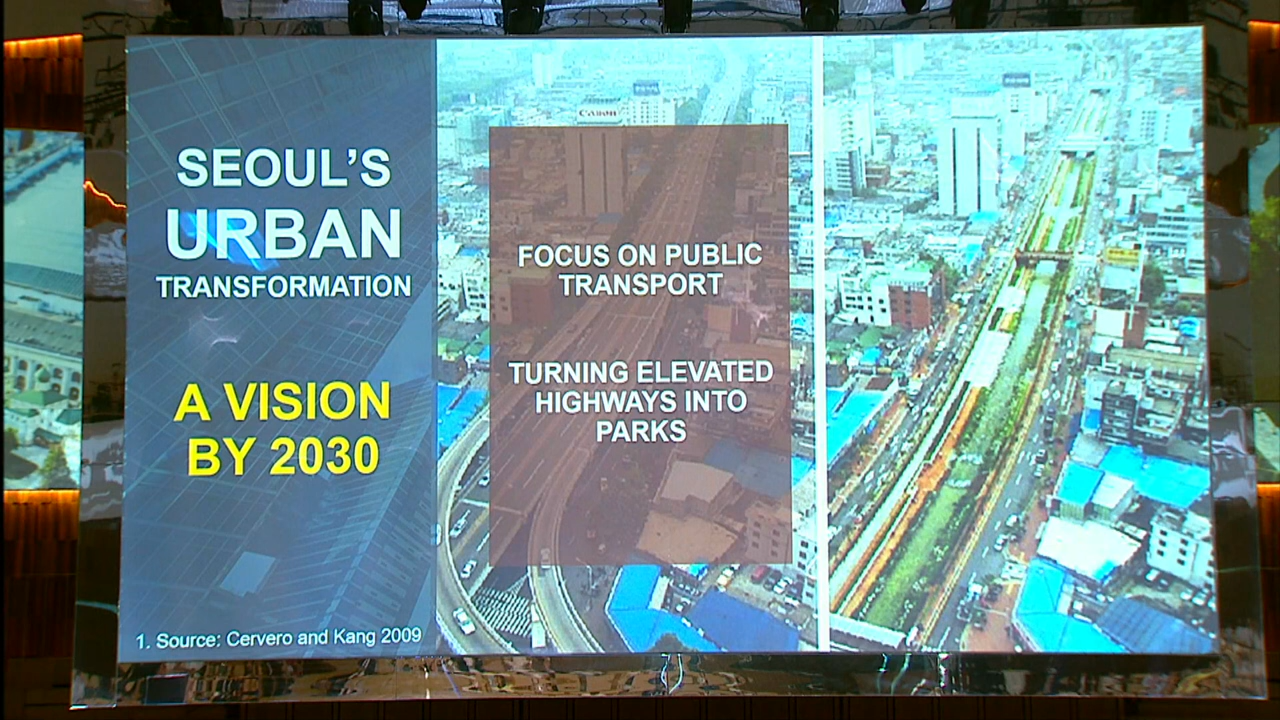 SEOUL'S
URBAN
TRANSFORMATION
A VISION
BY 2030
1. Source: Cervero and Kang 2009
Canon
FOCUS ON PUBLIC
TRANSPORT
TURNING ELEVATED
HIGHWAYS INTO
PARKS